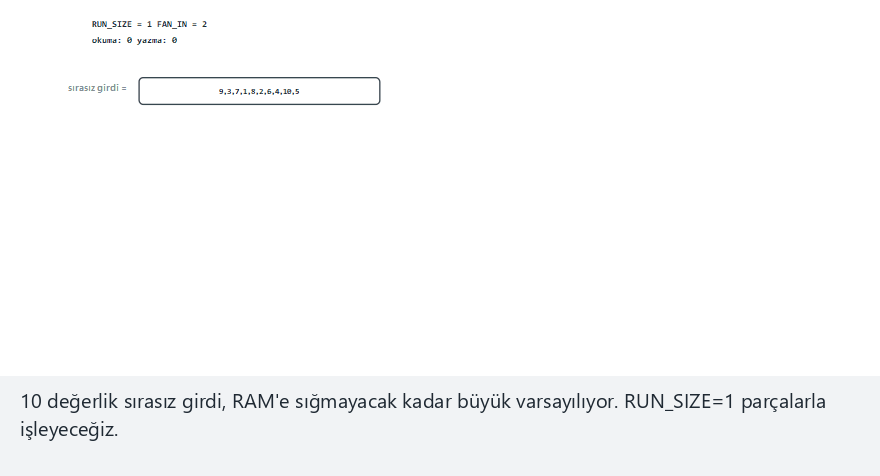 RUN_SIZE = 1 FAN_IN = 2
okuma: 0 yazma: 0
sırasız girdi =
9,3,7,1,8,2,6,4,10,5
10 değerlik sırasız girdi, RAM'e sığmayacak kadar büyük varsayılıyor. RUN_SIZE=1 parçalarla
işleyeceğiz.